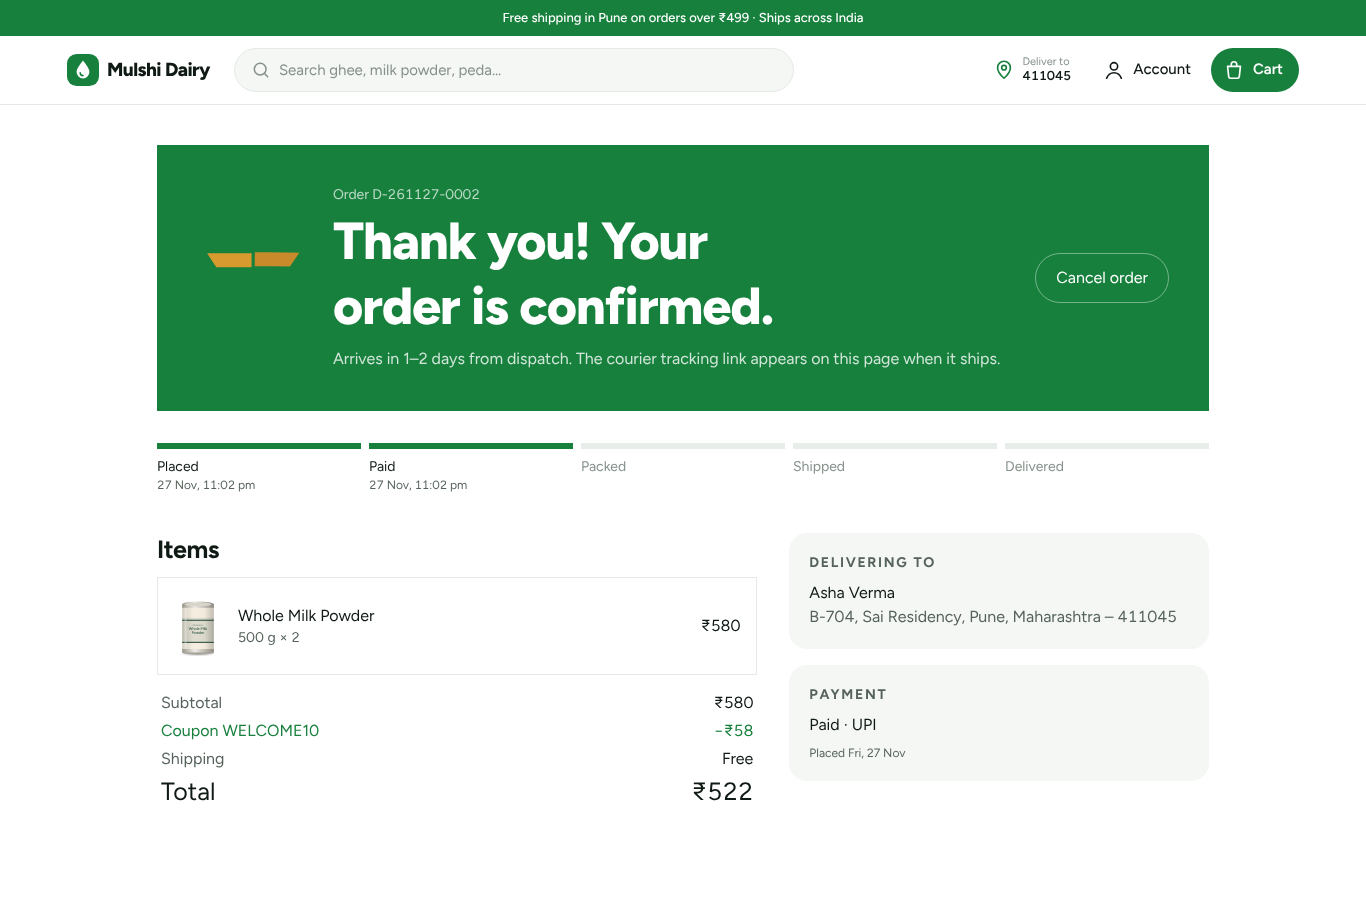 Free shipping in Pune on orders over ₹499 · Ships across India
Mulshi Dairy
Search ghee, milk powder, peda...
Deliver to
411045
Account
Cart
Order D-261127-0002
Thank you! Your
order is confirmed.
Arrives in 1–2 days from dispatch. The courier tracking link appears on this page when it ships.
Cancel order
Placed
27 Nov, 11:02 pm
Paid
27 Nov, 11:02 pm
Packed
Shipped
Delivered
Items
Whole Milk Powder
Whole Milk Powder
500 g × 2
₹580
Subtotal
₹580
Coupon WELCOME10
−₹58
Shipping
Free
Total
₹522
DELIVERING TO
Asha Verma
B-704, Sai Residency, Pune, Maharashtra – 411045
PAYMENT
Paid · UPI
Placed Fri, 27 Nov